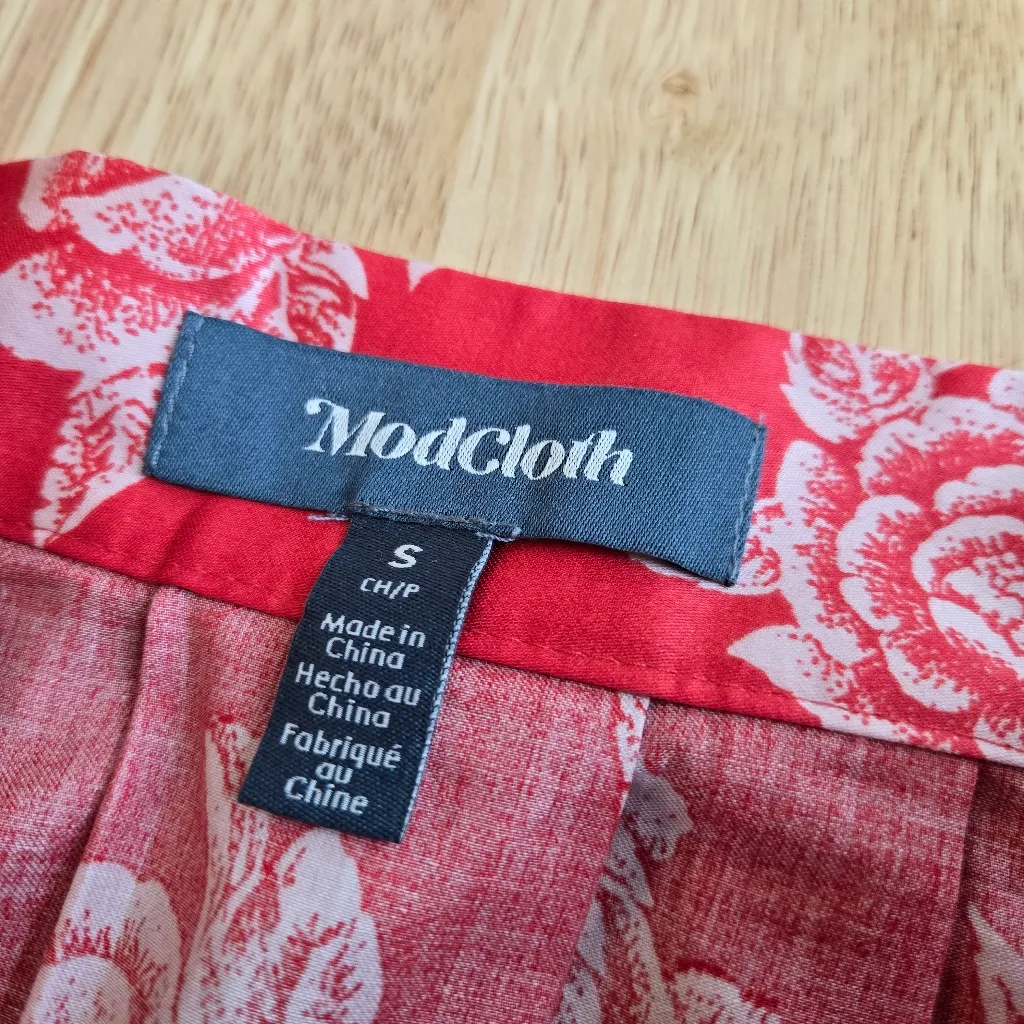 ModCloth
S
CH/P
Made in
China
Hecho au
China
Fabriqué
au
Chine